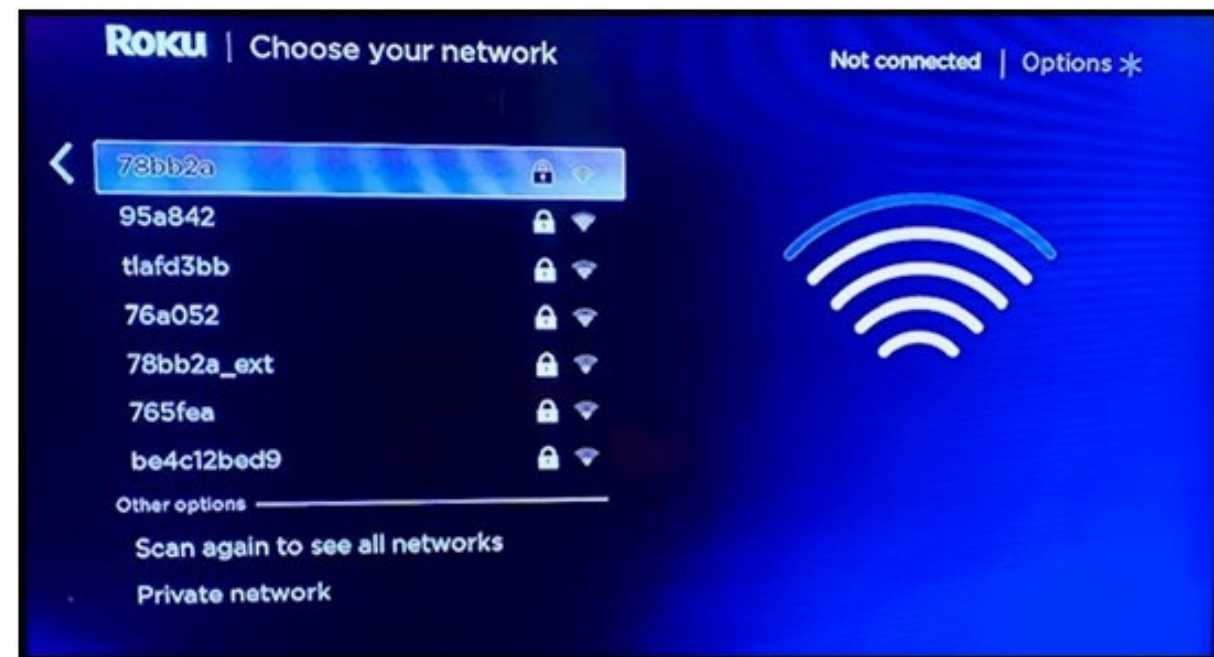 ROKU | Choose your network
Not connected | Options *
78bb2a
95a842
tlafd3bb
76a052
78bb2a_ext
765fea
be4c12bed9
Other options
Scan again to see all networks
Private network